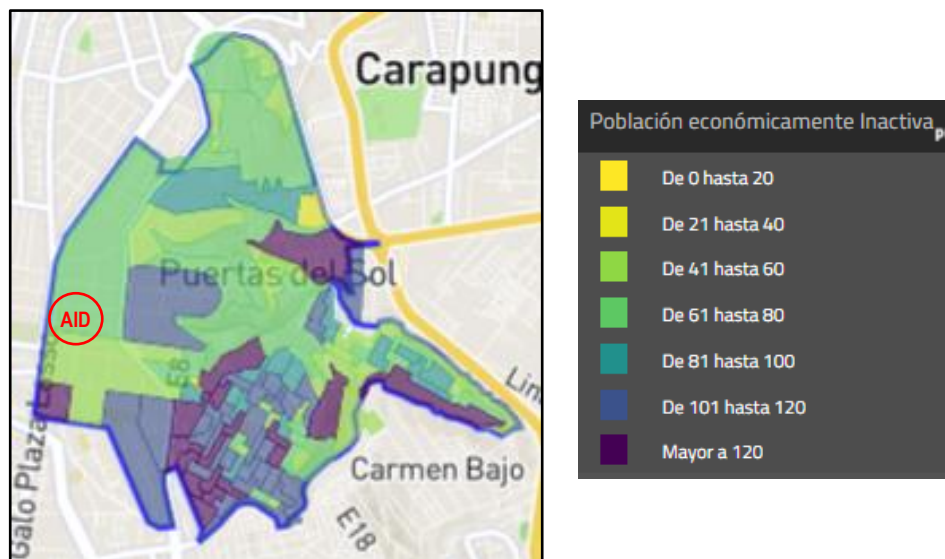 Carapung
Puertas del Sol
AID
E6
Galo Plaza Lasso
Lin
Carmen Bajo
E18
Población económicamente Inactiva
p
De 0 hasta 20
De 21 hasta 40
De 41 hasta 60
De 61 hasta 80
De 81 hasta 100
De 101 hasta 120
Mayor a 120